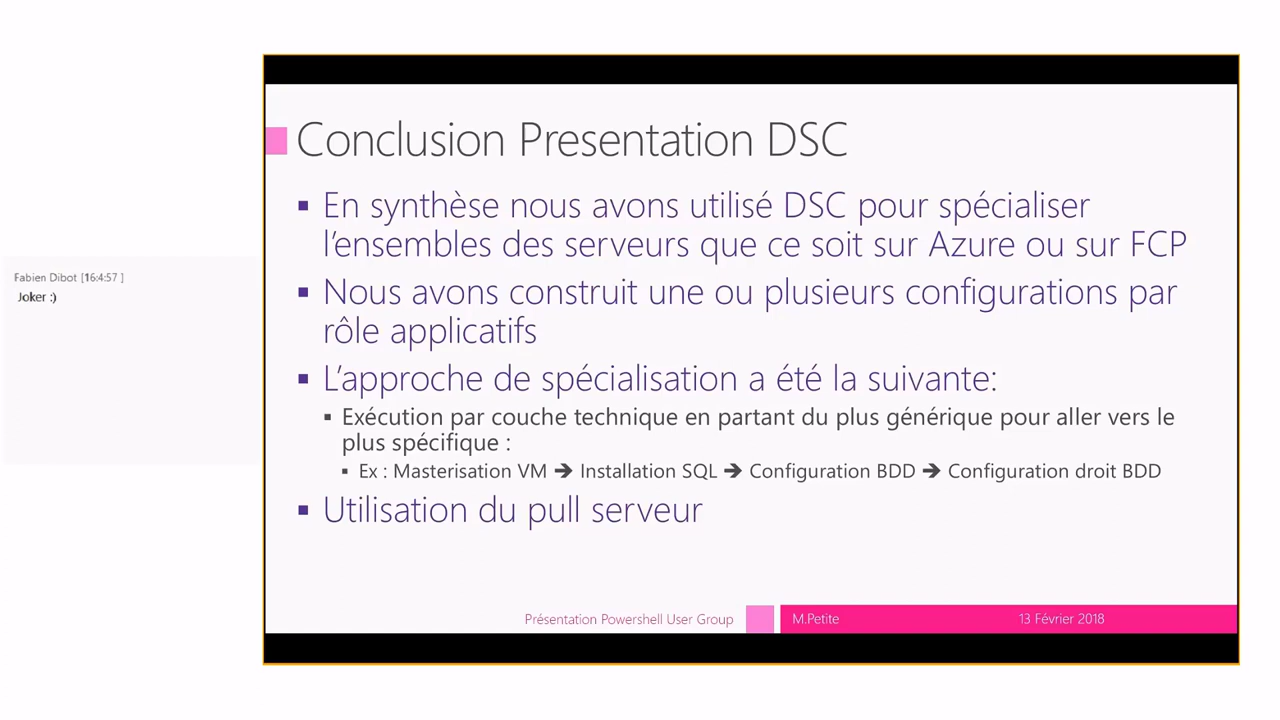 Conclusion Presentation DSC
▪ En synthèse nous avons utilisé DSC pour spécialiser
l’ensembles des serveurs que ce soit sur Azure ou sur FCP
▪ Nous avons construit une ou plusieurs configurations par
rôle applicatifs
▪ L’approche de spécialisation a été la suivante:
▪ Exécution par couche technique en partant du plus générique pour aller vers le
plus spécifique :
▪ Ex : Masterisation VM ➔ Installation SQL ➔ Configuration BDD ➔ Configuration droit BDD
▪ Utilisation du pull serveur
Présentation Powershell User Group
M.Petite
13 Février 2018
Fabien Dibot [16:4:57 ]
Joker :)